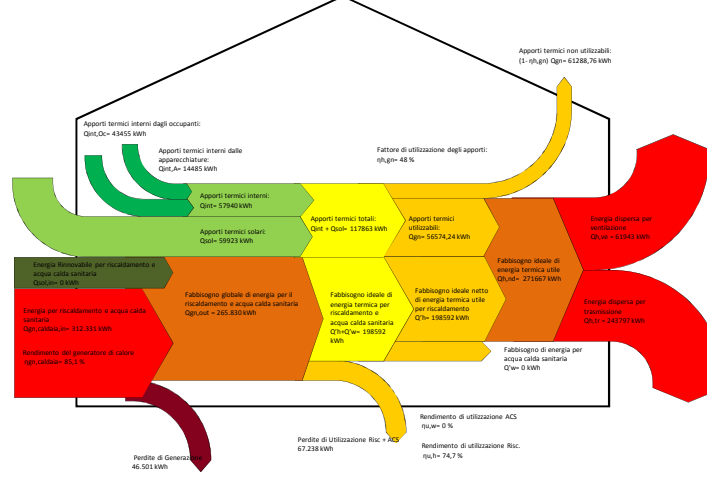 Apporti termici non utilizzabili:
(1- ηh,gn) Qgn= 61288,76 kWh
Apporti termici interni dagli occupanti:
Qint,Oc= 43455 kWh
Apporti termici interni dalle
apparecchiature:
Qint,A= 14485 kWh
Fattore di utilizzazione degli apporti:
ηh,gn= 48 %
Apporti termici interni:
Qint= 57940 kWh
Apporti termici solari:
Qsol= 59923 kWh
Apporti termici totali:
Qint + Qsol= 117863 kWh
Apporti termici
utilizzabili:
Qgn= 56574,24 kWh
Energia dispersa per
ventilazione
Qh,ve = 61943 kWh
Fabbisogno ideale di
energia termica utile
Qh,nd= 271667 kWh
Energia Rinnovabile per riscaldamento e
acqua calda sanitaria
Qsol,in= 0 kWh
Energia per riscaldamento e acqua calda
sanitaria
Qgn,caldaia,in= 312.331 kWh
Rendimento del generatore di calore
ηgn,caldaia= 85,1 %
Fabbisogno globale di energia per il
riscaldamento e acqua calda sanitaria
Qgn,out = 265.830 kWh
Fabbisogno ideale di
energia termica per
riscaldamento e
acqua calda sanitaria
Q'h+Q'w= 198592
kWh
Fabbisogno ideale netto
di energia termica utile
per riscaldamento
Q'h= 198592 kWh
Energia dispersa per
trasmissione
Qh,tr = 243797 kWh
Fabbisogno di energia per
acqua calda sanitaria
Q'w= 0 kWh
Rendimento di utilizzazione ACS
ηu,w= 0 %
Perdite di Utilizzazione Risc + ACS
67.238 kWh
Rendimento di utilizzazione Risc.
ηu,h= 74,7 %
Perdite di Generazione
46.501 kWh